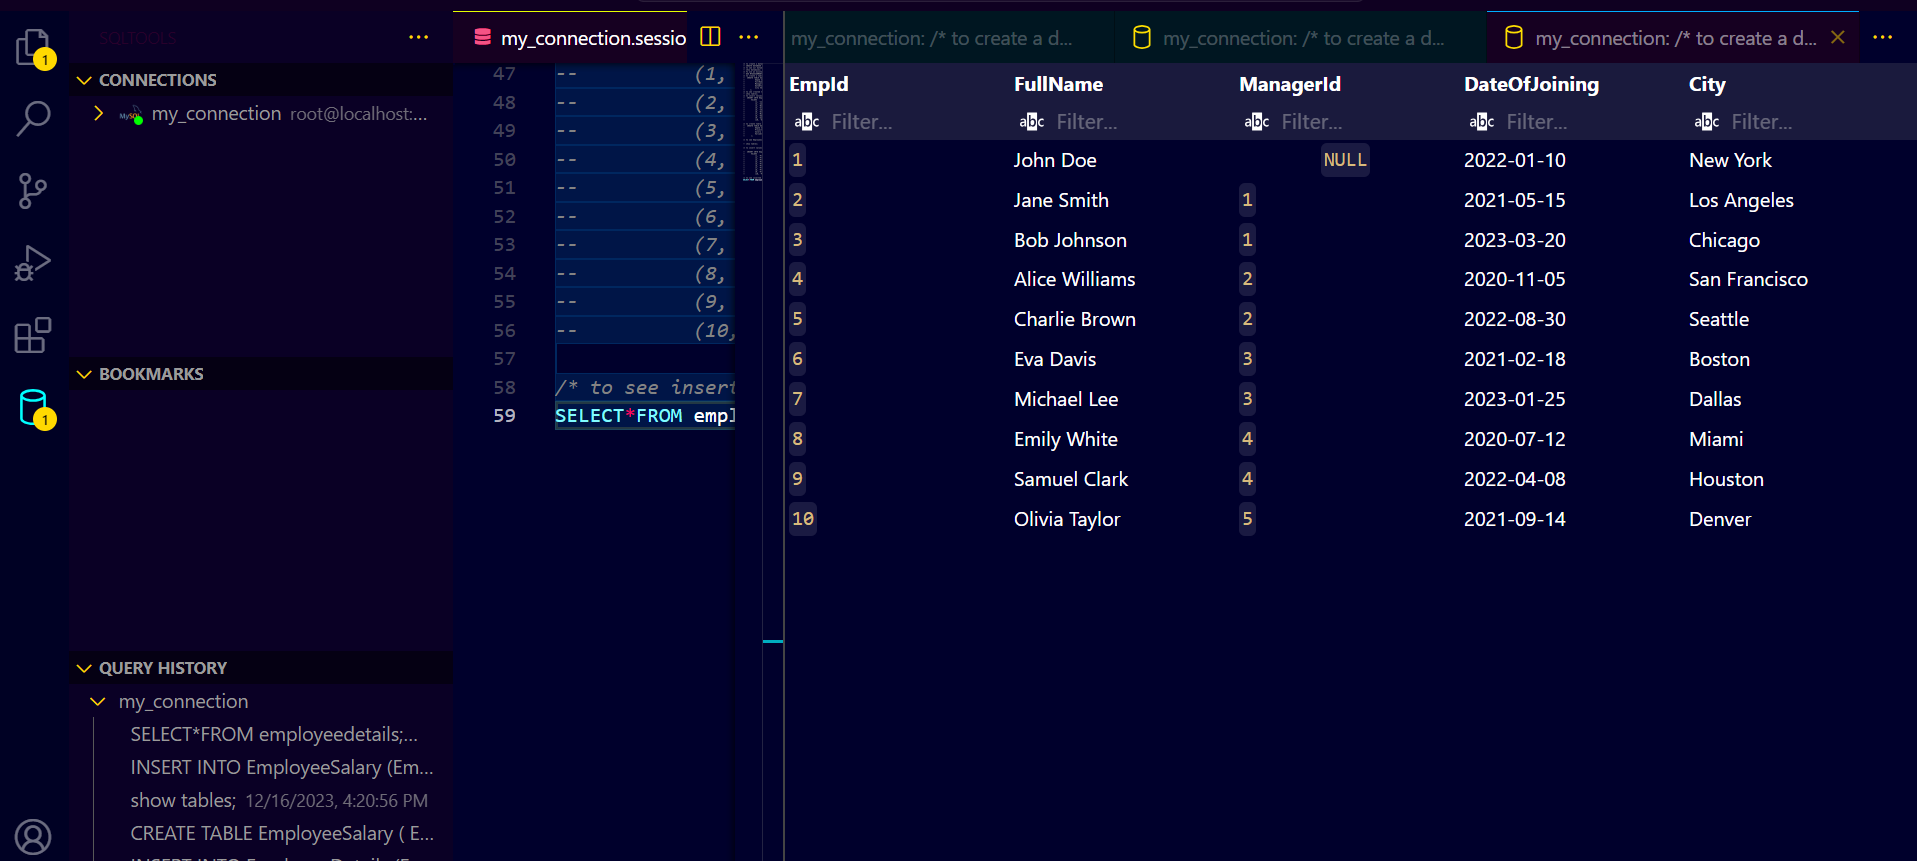 SQLTOOLS
CONNECTIONS
my_connection root@localhost:...
BOOKMARKS
QUERY HISTORY
my_connection
SELECT*FROM employeedetails;...
INSERT INTO EmployeeSalary (Em...
show tables; 12/16/2023, 4:20:56 PM
CREATE TABLE EmployeeSalary ( E...
1
1
my_connection.sessio
47 -- (1,
48 -- (2,
49 -- (3,
50 -- (4,
51 -- (5,
52 -- (6,
53 -- (7,
54 -- (8,
55 -- (9,
56 -- (10,
57
58 /* to see insert
59 SELECT*FROM empl
my_connection: /* to create a d...
my_connection: /* to create a d...
my_connection: /* to create a d...
EmpId FullName ManagerId DateOfJoining City
abc Filter... abc Filter... abc Filter... abc Filter... abc Filter...
1 John Doe NULL 2022-01-10 New York
2 Jane Smith 1 2021-05-15 Los Angeles
3 Bob Johnson 1 2023-03-20 Chicago
4 Alice Williams 2 2020-11-05 San Francisco
5 Charlie Brown 2 2022-08-30 Seattle
6 Eva Davis 3 2021-02-18 Boston
7 Michael Lee 3 2023-01-25 Dallas
8 Emily White 4 2020-07-12 Miami
9 Samuel Clark 4 2022-04-08 Houston
10 Olivia Taylor 5 2021-09-14 Denver